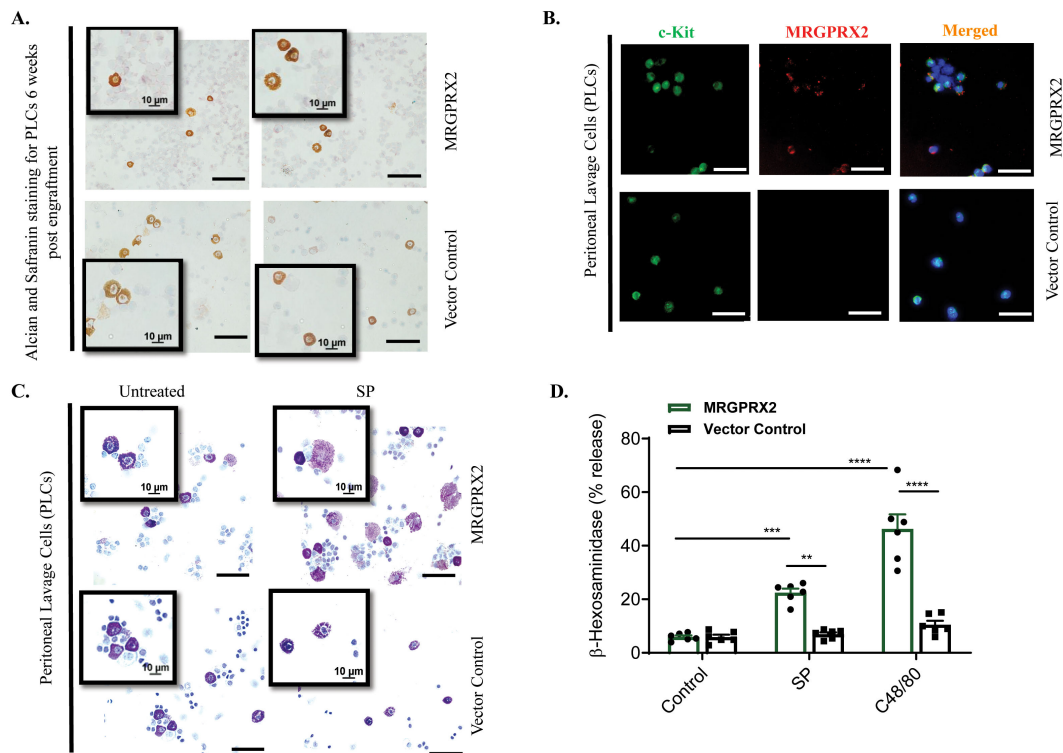 A.
Alcian and Safranin staining for PLCs 6 weeks
post engraftment
10 µm
10 µm
MRGPRX2
10 µm
10 µm
Vector Control
B.
c-Kit MRGPRX2 Merged
Peritoneal Lavage Cells (PLCs)
MRGPRX2
Vector Control
C.
Untreated SP
Peritoneal Lavage Cells (PLCs)
10 µm
10 µm
MRGPRX2
10 µm
10 µm
Vector Control
D.
MRGPRX2
Vector Control
β-Hexosaminidase (% release)
80
60
40
20
0
****
****
***
**
Control
SP
C48/80